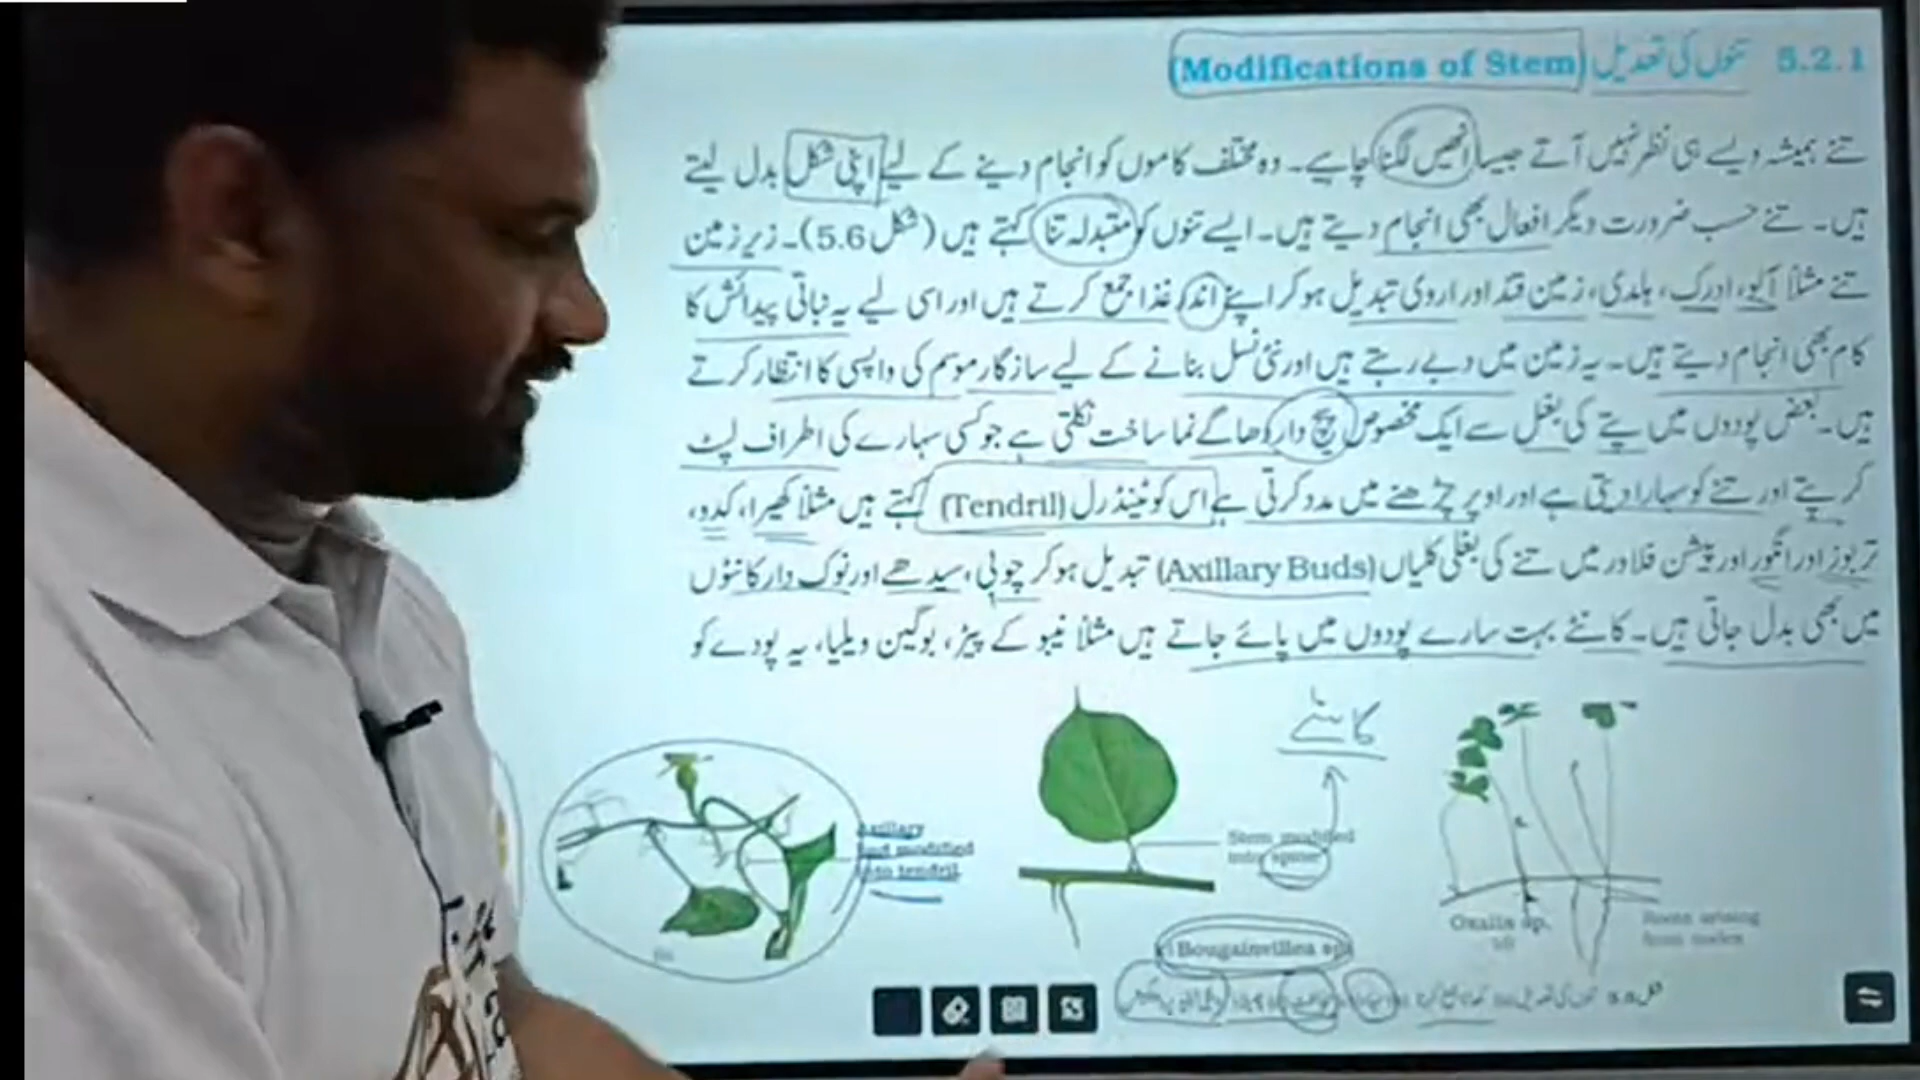 5.2.1 تنوں کی تعدیل (Modifications of Stem)
تنے ہمیشہ ویسے ہی نظر نہیں آتے جیسا انھیں لگنا چاہیے۔ وہ مختلف کاموں کو انجام دینے کے لیے اپنی شکل بدل لیتے
ہیں۔ تنے حسب ضرورت دیگر افعال بھی انجام دیتے ہیں۔ ایسے تنوں کو متبدلہ تنا کہتے ہیں (شکل 5.6)۔ زیر زمین
تنے مثلاً آلو، ادرک، ہلدی، زمین قند اور اروی تبدیل ہو کر اپنے اندر غذا جمع کرتے ہیں اور اسی لیے یہ نباتی پیدائش کا
کام بھی انجام دیتے ہیں۔ یہ زمین میں دبے رہتے ہیں اور نئی نسل بنانے کے لیے سازگار موسم کی واپسی کا انتظار کرتے
ہیں۔ بعض پودوں میں پتے کی بغل سے ایک مخصوص پیچ دار دھاگے نما ساخت نکلتی ہے جو کسی سہارے کی اطراف لپٹ
کر پتے اور تنے کو سہارا دیتی ہے اور اوپر چڑھنے میں مدد کرتی ہے اس کو ٹینڈرل (Tendril) کہتے ہیں مثلاً کھیرا، کدو،
تربوز اور انگور اور پیشن فلاور میں تنے کی بغلی کلیاں (Axillary Buds) تبدیل ہو کر چوبی، سیدھے اور نوک دار کانٹوں
میں بھی بدل جاتی ہیں۔ کانٹے بہت سارے پودوں میں پائے جاتے ہیں مثلاً نیبو کے پیڑ، بوگین ویلیا، یہ پودے کو
کانٹے
Axillary
bud modified
into tendril
Stem modified
into spines
Bougainvillea sp.
Oxalis sp.
Roots arising
from nodes
شکل 5.6 تنوں کی تعدیل